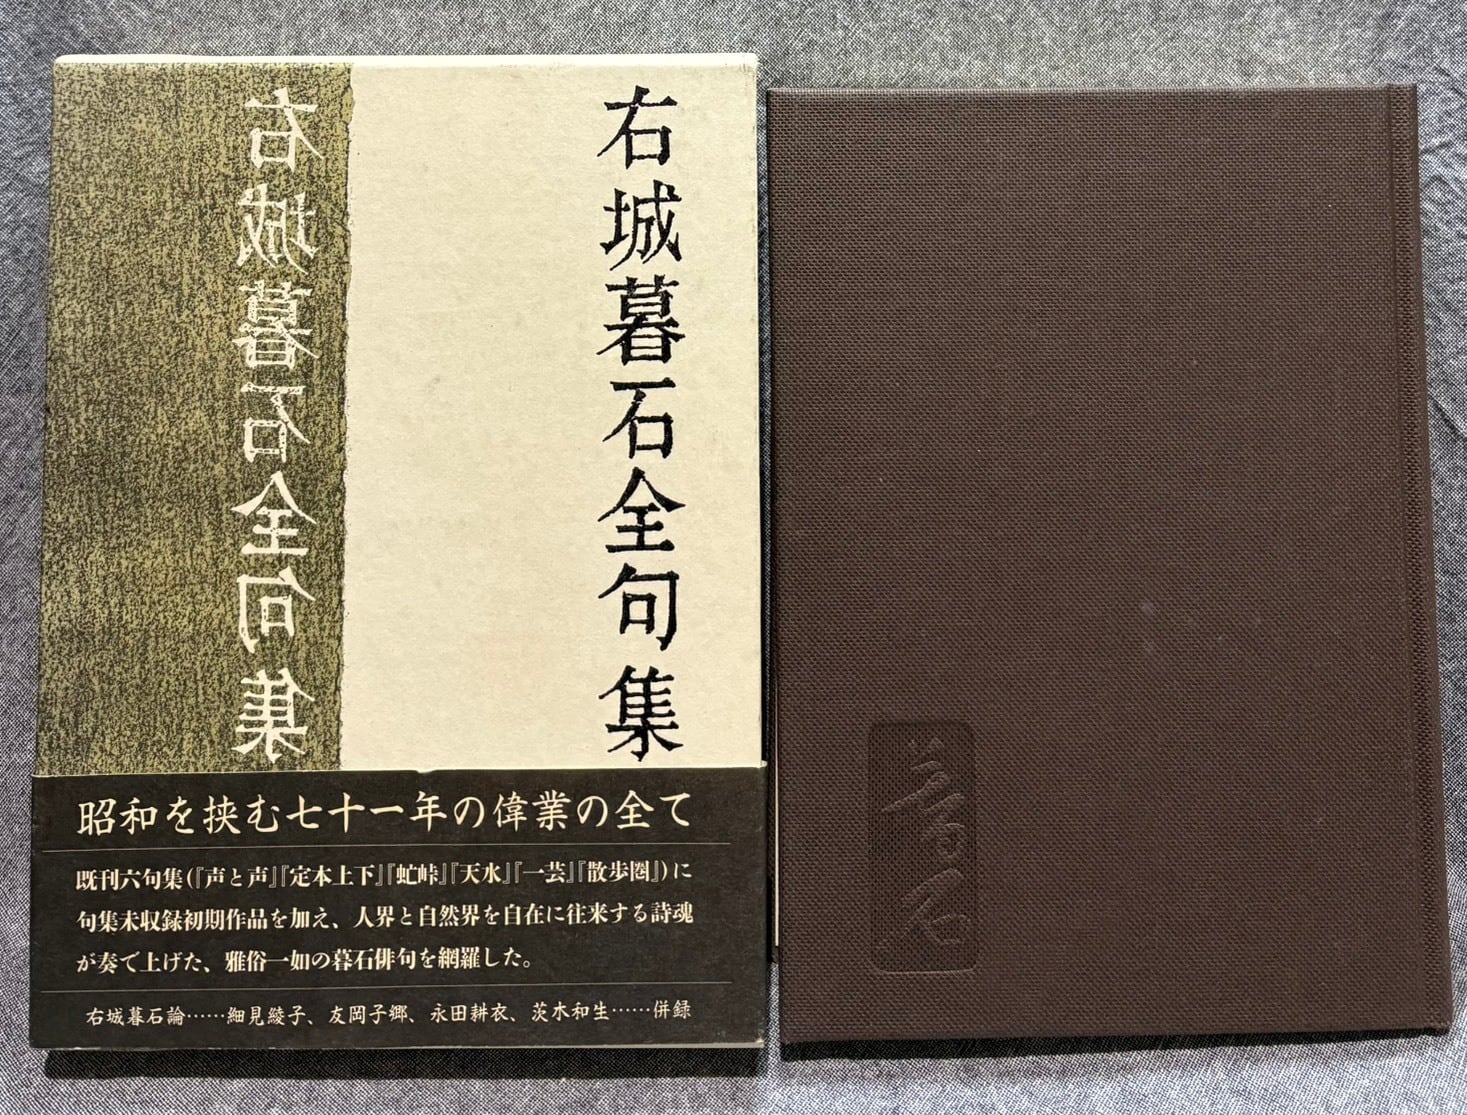 右城暮石全句集
右城暮石全句集
昭和を挟む七十一年の偉業の全て
既刊六句集(『声と声』『定本上下』『虻峠』『天水』『一芸』『散歩圏』)に
句集未収録初期作品を加え、人界と自然界を自在に往来する詩魂
が奏で上げた、雅俗一如の暮石俳句を網羅した。
右城暮石論……細見綾子、友岡子郷、永田耕衣、茨木和生……併録
暮石